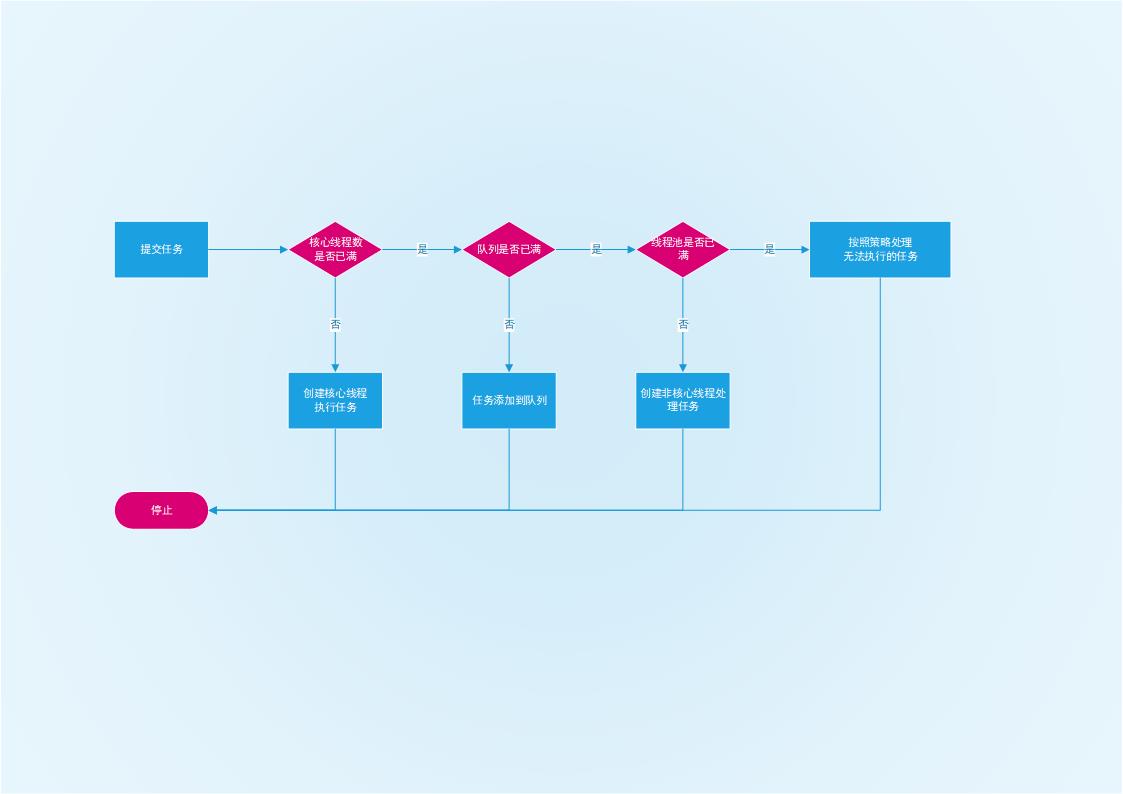 提交任务
核心线程数
是否已满
是
队列是否已满
是
线程池是否已
满
是
按照策略处理
无法执行的任务
否
否
否
创建核心线程
执行任务
任务添加到队列
创建非核心线程处
理任务
停止